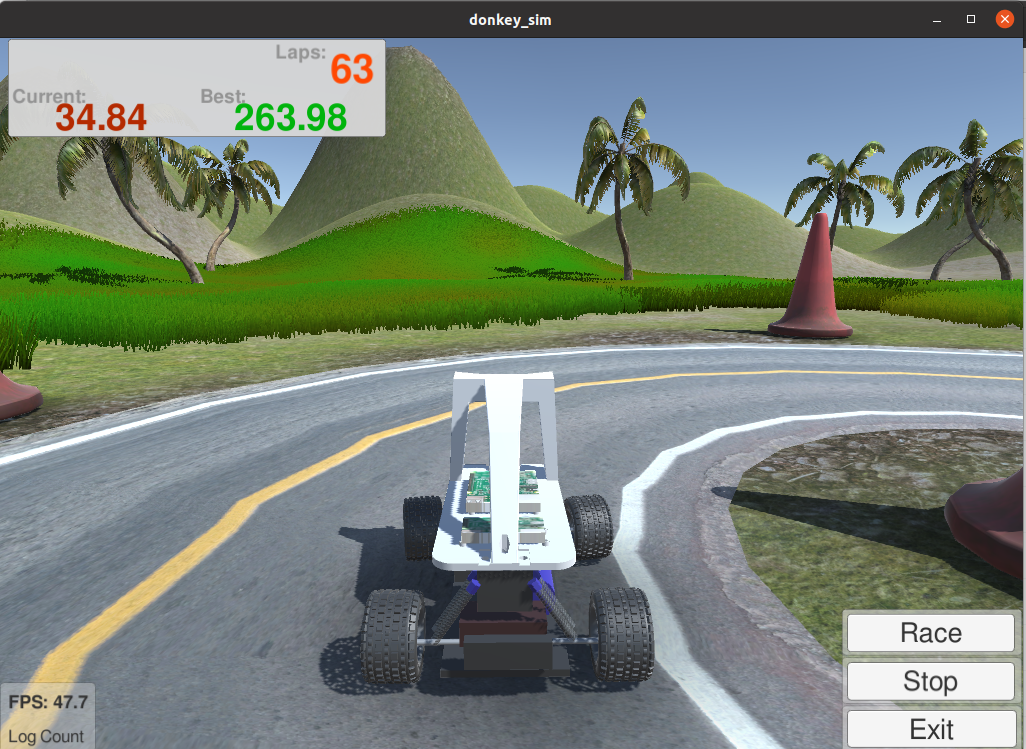 donkey_sim
Laps: 63
Current: 34.84
Best: 263.98
FPS: 47.7
Log Count
Race
Stop
Exit